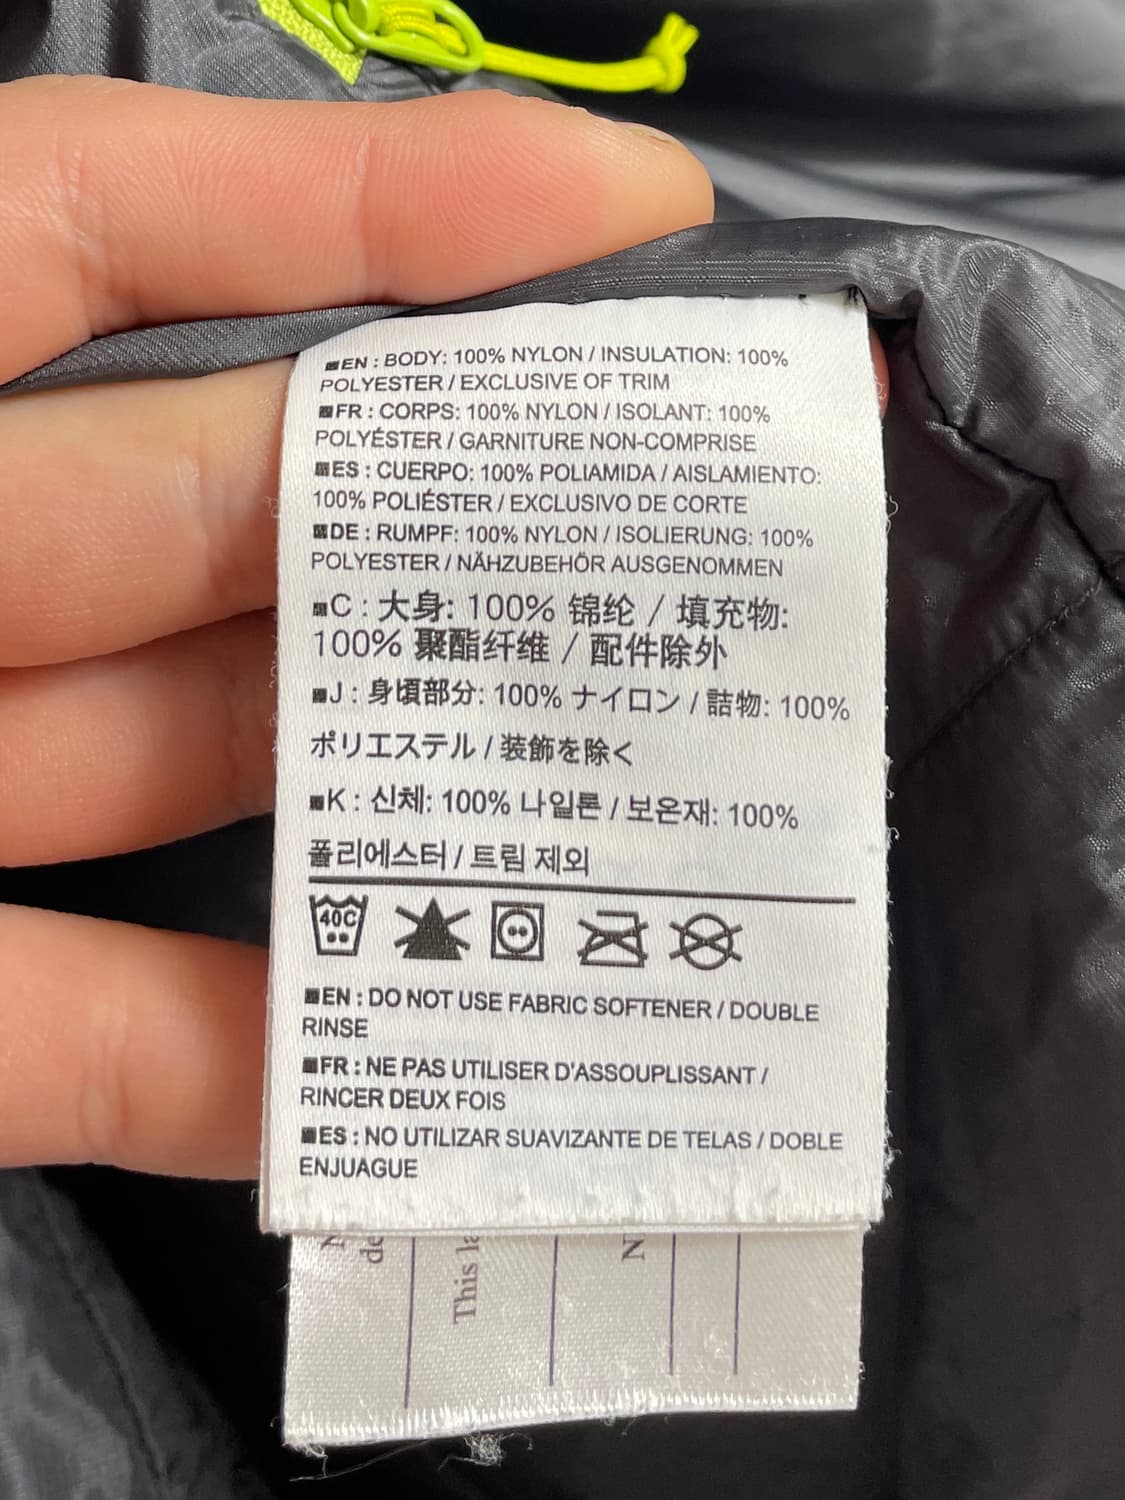 EN : BODY: 100% NYLON / INSULATION: 100%
POLYESTER / EXCLUSIVE OF TRIM
FR : CORPS: 100% NYLON / ISOLANT: 100%
POLYÉSTER / GARNITURE NON-COMPRISE
ES : CUERPO: 100% POLIAMIDA / AISLAMIENTO:
100% POLIÉSTER / EXCLUSIVO DE CORTE
DE : RUMPF: 100% NYLON / ISOLIERUNG: 100%
POLYESTER / NÄHZUBEHÖR AUSGENOMMEN
C : 大身: 100% 锦纶 / 填充物:
100% 聚酯纤维 / 配件除外
J : 身頃部分: 100% ナイロン / 詰物: 100%
ポリエステル / 装飾を除く
K : 신체: 100% 나일론 / 보온재: 100%
폴리에스터 / 트림 제외
40C
EN : DO NOT USE FABRIC SOFTENER / DOUBLE
RINSE
FR : NE PAS UTILISER D'ASSOUPLISSANT /
RINCER DEUX FOIS
ES : NO UTILIZAR SUAVIZANTE DE TELAS / DOBLE
ENJUAGUE
This